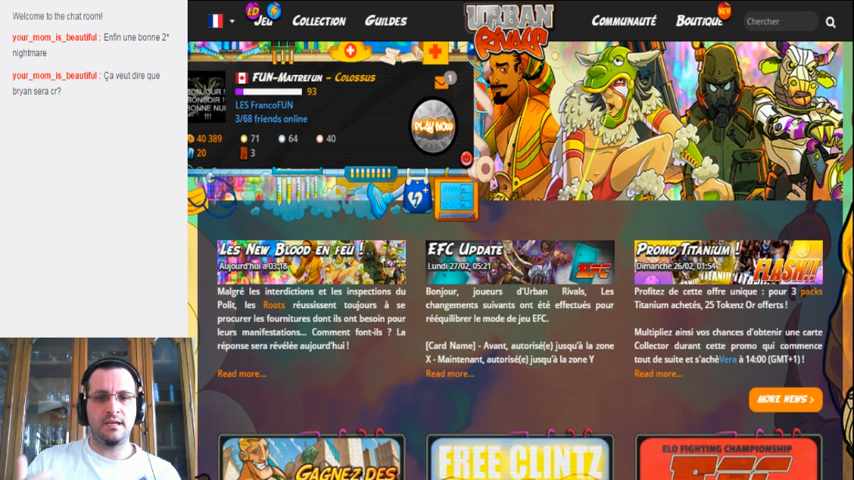 Welcome to the chat room!
your_mom_is_beautiful : Enfin une bonne 2*
nightmare
your_mom_is_beautiful : Ça veut dire que
bryan sera cr?
ED
Jeu
Collection
Guildes
URBAN
RIVALS
Communauté
Boutique
NEW
Chercher
BONSOIR !
FUN-Maitrefun - Colossus
93
1
LES FrancoFUN
3/68 friends online
PLAY NOW
40 389
71
64
40
20
3
Les New Blood en feu !
Aujourd'hui à 03:18
Malgré les interdictions et les inspections du
Polit, les Roots réussissent toujours à se
procurer les fournitures dont ils ont besoin pour
leurs manifestations... Comment font-ils ? La
réponse sera révélée aujourd'hui !
Read more...
EFC Update
Lundi 27/02, 05:21
EFC
Bonjour, joueurs d'Urban Rivals, Les
changements suivants ont été effectués pour
rééquilibrer le mode de jeu EFC.
[Card Name] - Avant, autorisé(e) jusqu'à la zone
X - Maintenant, autorisé(e) jusqu'à la zone Y
Read more...
Promo Titanium !
Dimanche 26/02, 01:54
FLASH!!
Profitez de cette offre unique : pour 3 packs
Titanium achetés, 25 Tokenz Or offerts !
Multipliez ainsi vos chances d'obtenir une carte
Collector durant cette promo qui commence
tout de suite et s'achèVera à 14:00 (GMT+1) !
Read more...
MORE NEWS >
GAGNEZ DES
FREE CLINTZ
ELO FIGHTING CHAMPIONSHIP
EFC